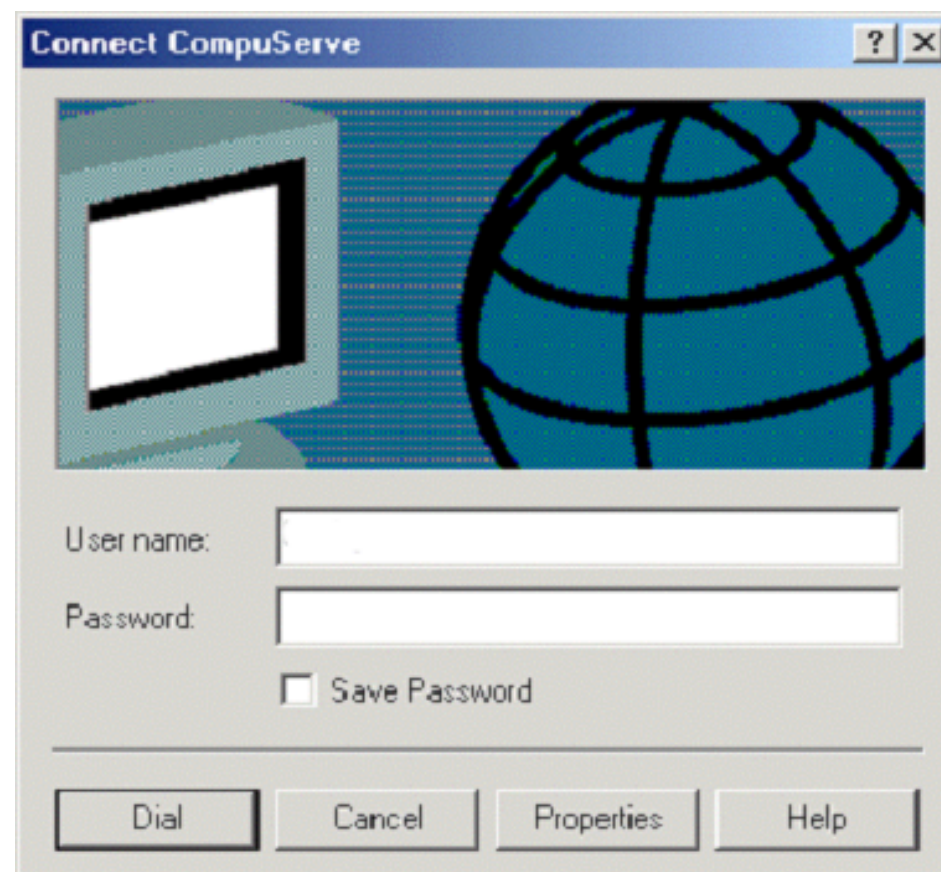 Connect CompuServe
User name:
Password:
Save Password
Dial Cancel Properties Help